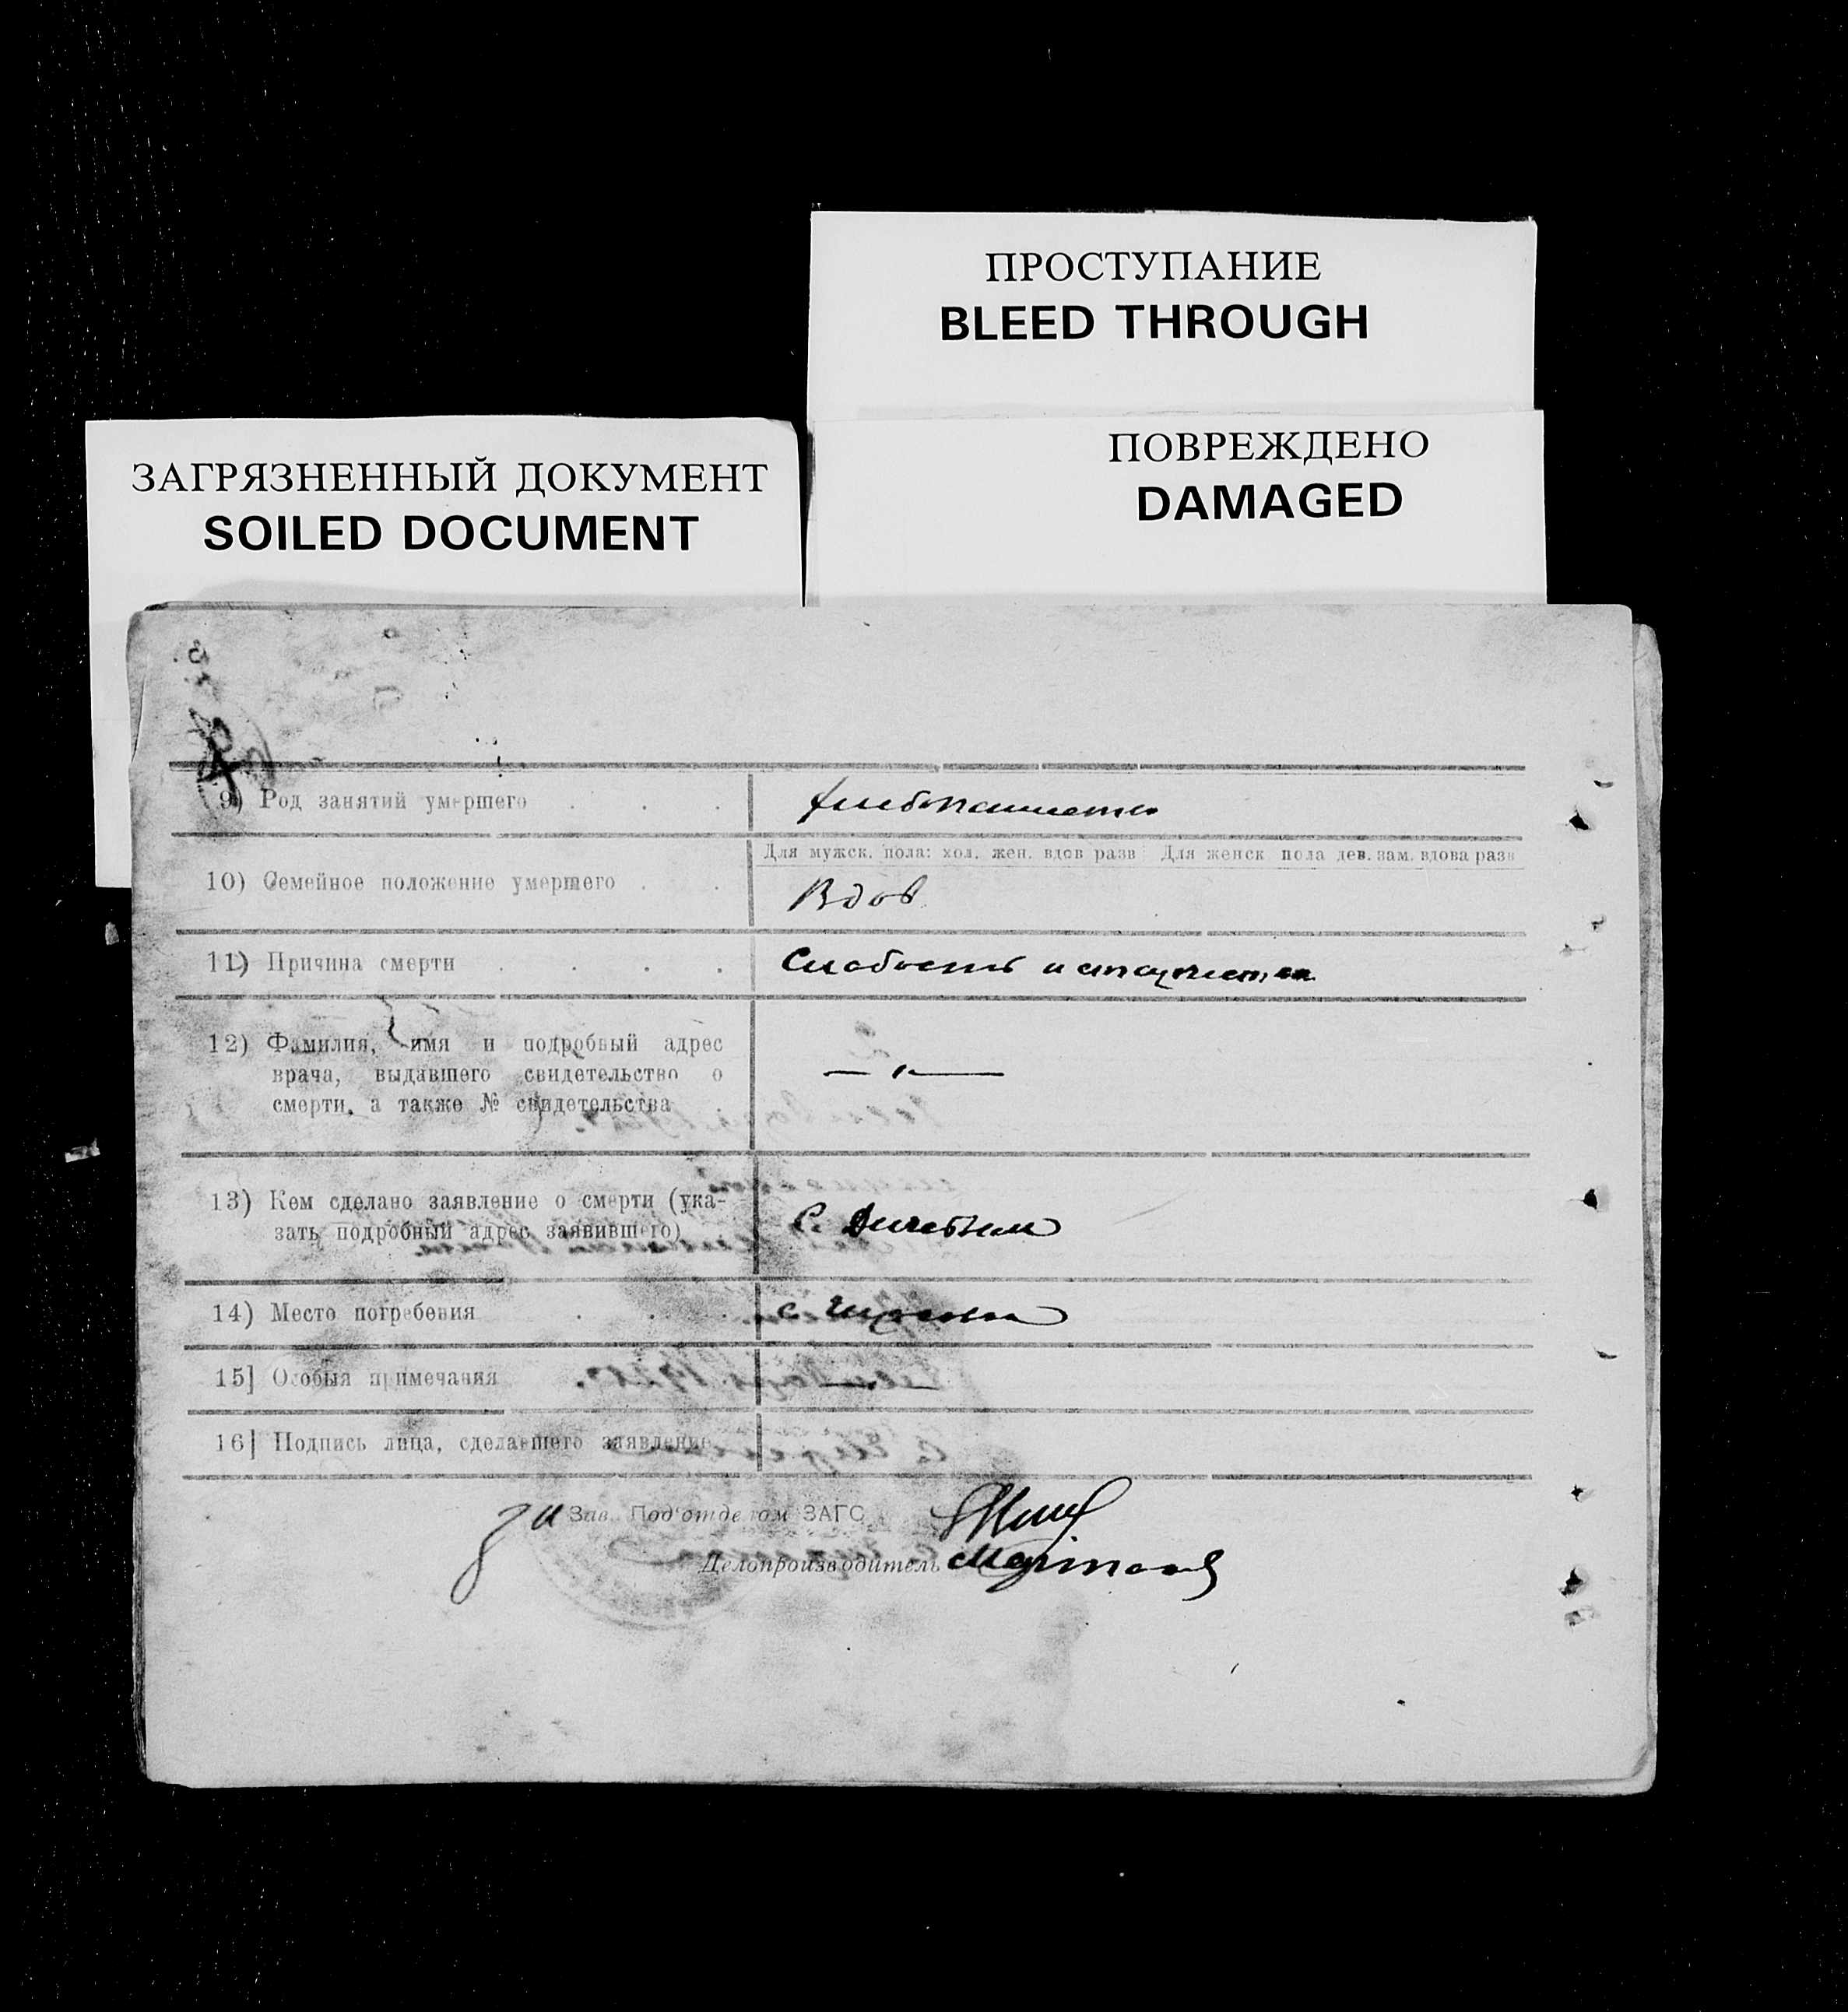 ПРОСТУПАНИЕ
BLEED THROUGH
ЗАГРЯЗНЕННЫЙ ДОКУМЕНТ
SOILED DOCUMENT
ПОВРЕЖДЕНО
DAMAGED
9) Род занятий умершего . . .
Для мужск. пола: хол. жен. вдов разв Для женск пола дев. зам. вдова разв
10) Семейное положение умершего . .
Вдов
11) Причина смерти . . . .
Слабость и
12) Фамилия, имя и подробный адрес
врача, выдавшего свидетельство о
смерти, а также № свидетельства
13) Кем сделано заявление о смерти (ука-
зать подробный адрес заявившего)
С.
14) Место погребения . . .
с.
15] Особыя примечания
16] Подпись лица, сделавшего заявление
за Зав. Под'отделом ЗАГС
Делопроизводитель